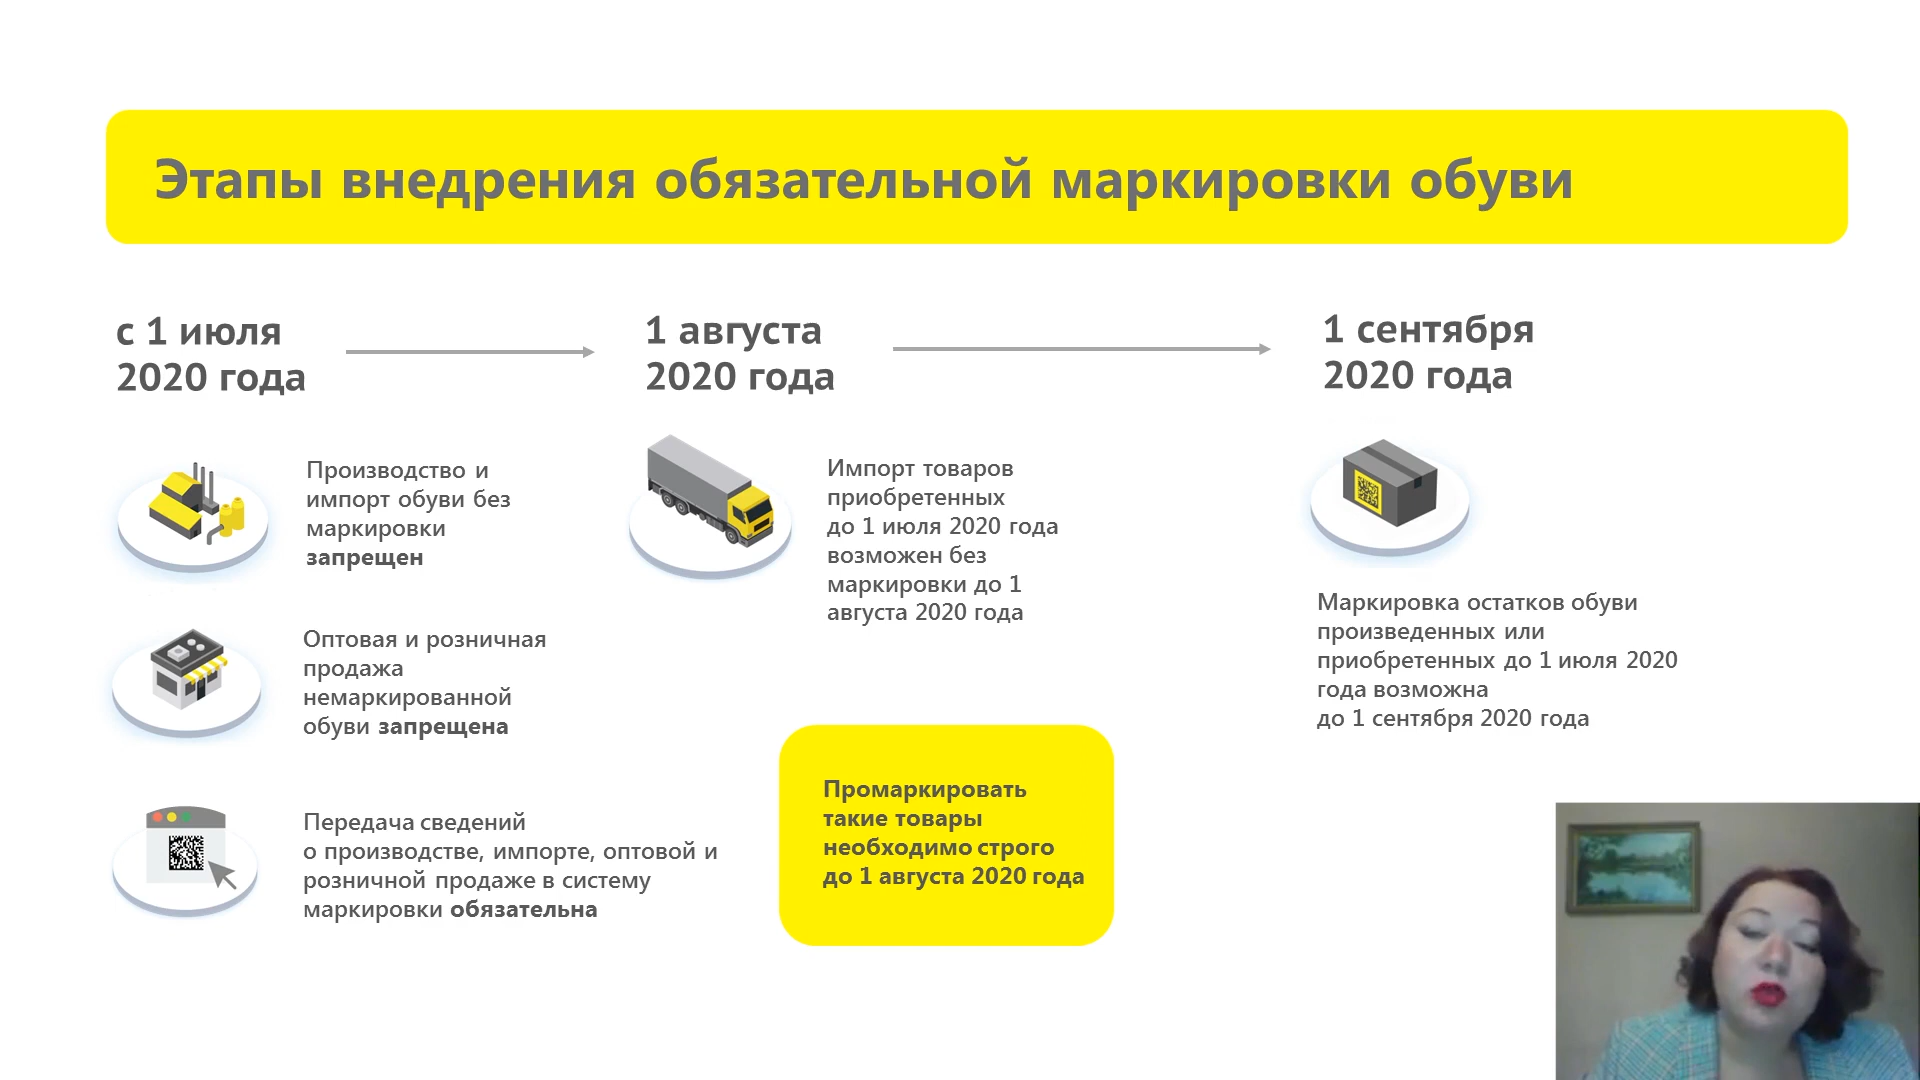 Этапы внедрения обязательной маркировки обуви
с 1 июля
2020 года
Производство и
импорт обуви без
маркировки
запрещен
Оптовая и розничная
продажа
немаркированной
обуви запрещена
Передача сведений
о производстве, импорте, оптовой и
розничной продаже в систему
маркировки обязательна
1 августа
2020 года
Импорт товаров
приобретенных
до 1 июля 2020 года
возможен без
маркировки до 1
августа 2020 года
Промаркировать
такие товары
необходимо строго
до 1 августа 2020 года
1 сентября
2020 года
Маркировка остатков обуви
произведенных или
приобретенных до 1 июля 2020
года возможна
до 1 сентября 2020 года